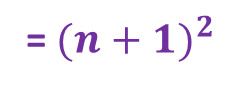 = (n + 1)²